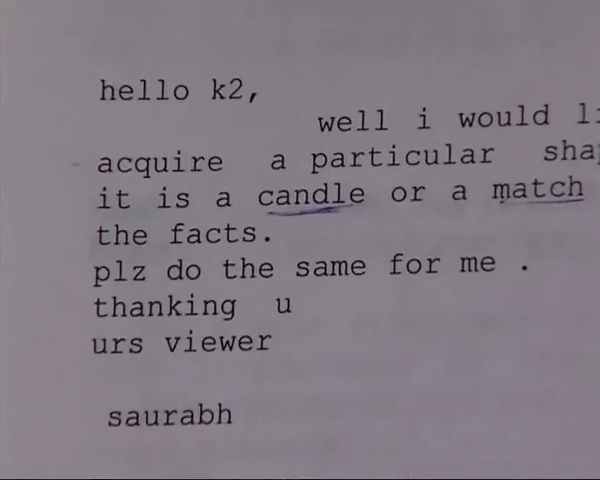 hello k2,
well i would
acquire a particular
it is a candle or a match
the facts.
plz do the same for me .
thanking u
urs viewer
saurabh